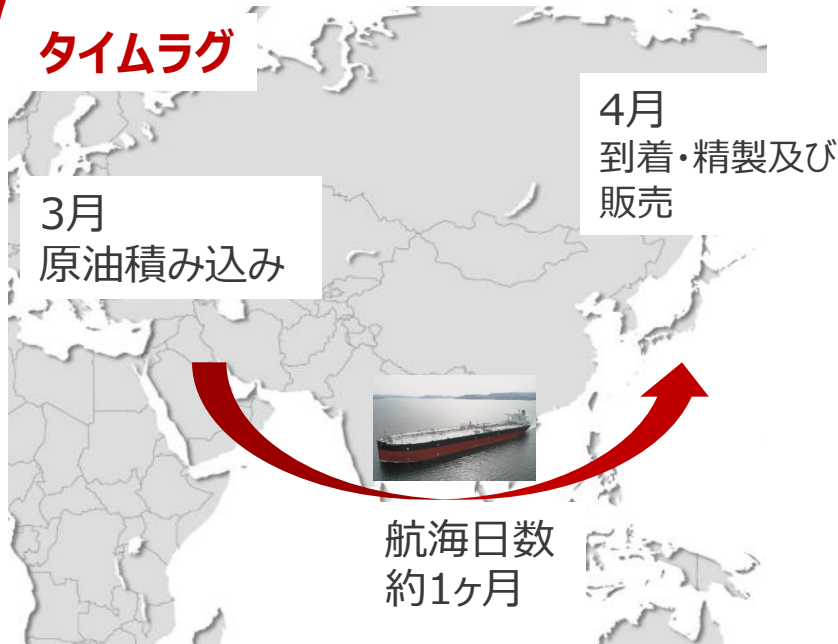 タイムラグ
3月
原油積み込み
4月
到着・精製及び
販売
航海日数
約1ヶ月